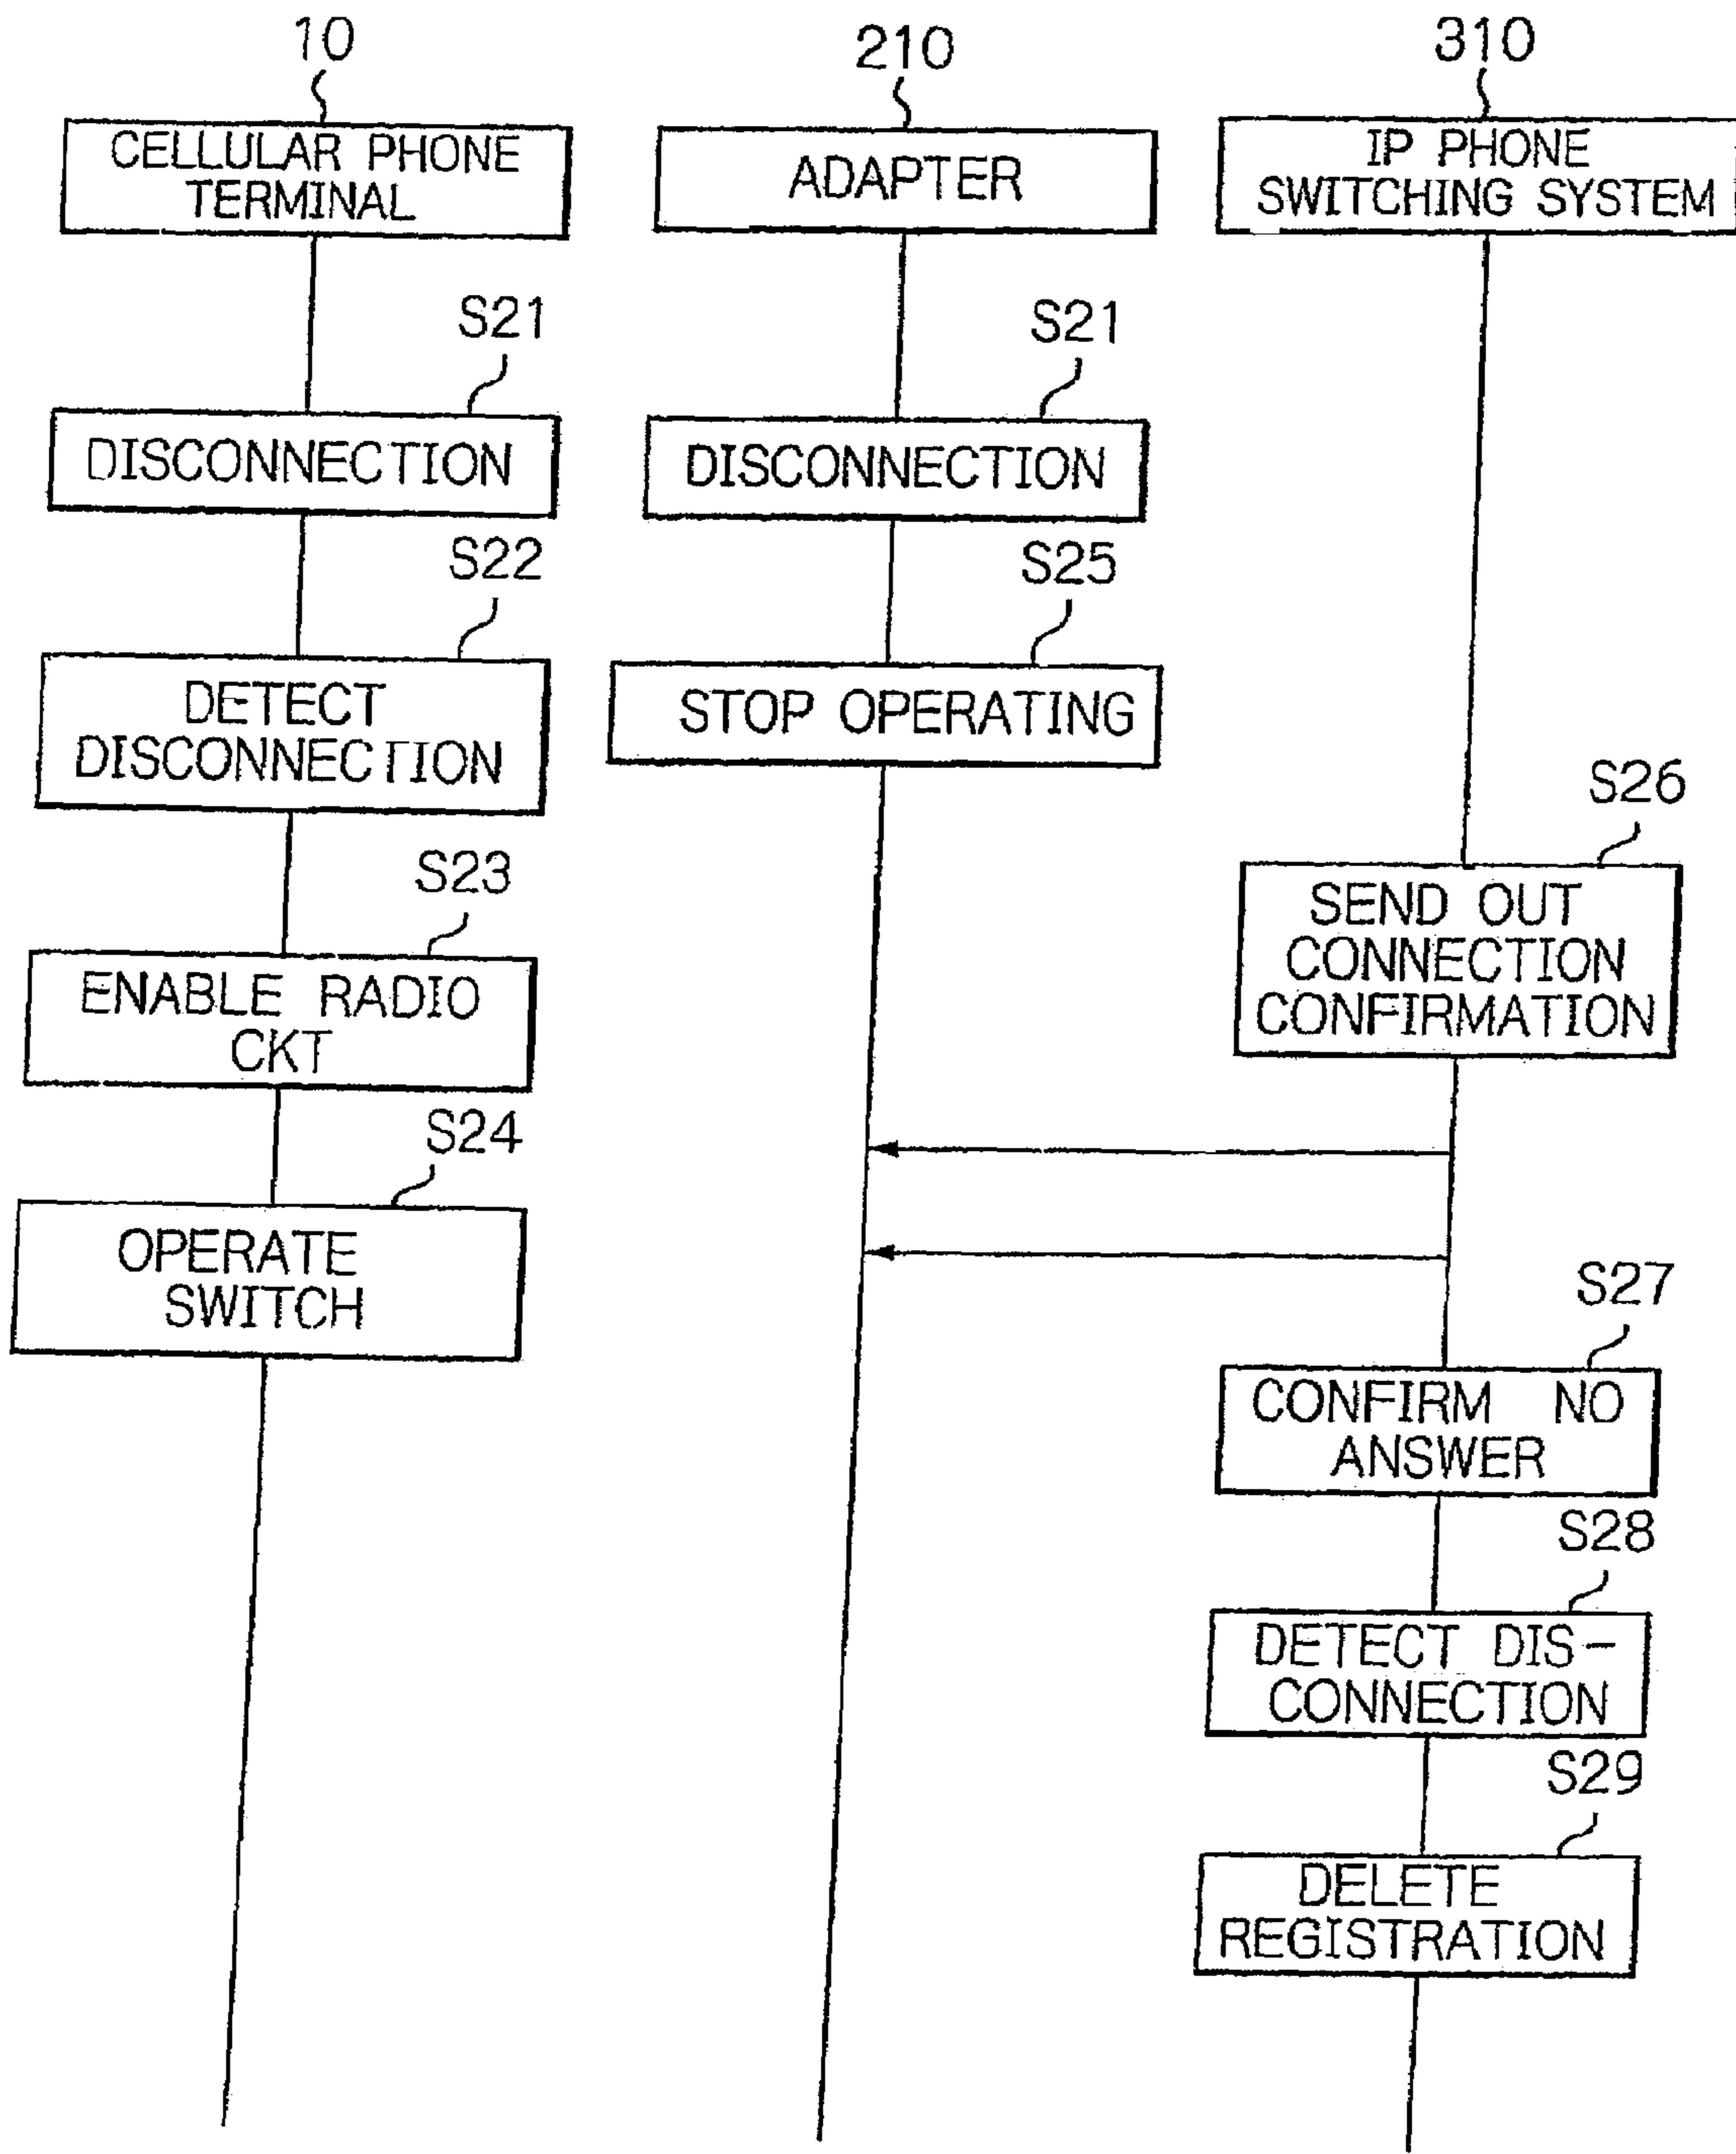 10
210
310
CELLULAR PHONE
TERMINAL
ADAPTER
IP PHONE
SWITCHING SYSTEM
S21
S21
DISCONNECTION
DISCONNECTION
S22
S25
DETECT
DISCONNECTION
STOP OPERATING
S26
S23
SEND OUT
CONNECTION
CONFIRMATION
ENABLE RADIO
CKT
S24
OPERATE
SWITCH
S27
CONFIRM NO
ANSWER
S28
DETECT DIS-
CONNECTION
S29
DELETE
REGISTRATION